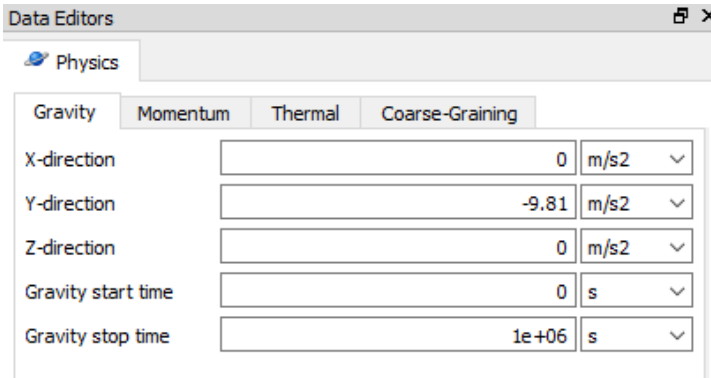 Data Editors
Physics
Gravity Momentum Thermal Coarse-Graining
X-direction 0 m/s2
Y-direction -9.81 m/s2
Z-direction 0 m/s2
Gravity start time 0 s
Gravity stop time 1e+06 s